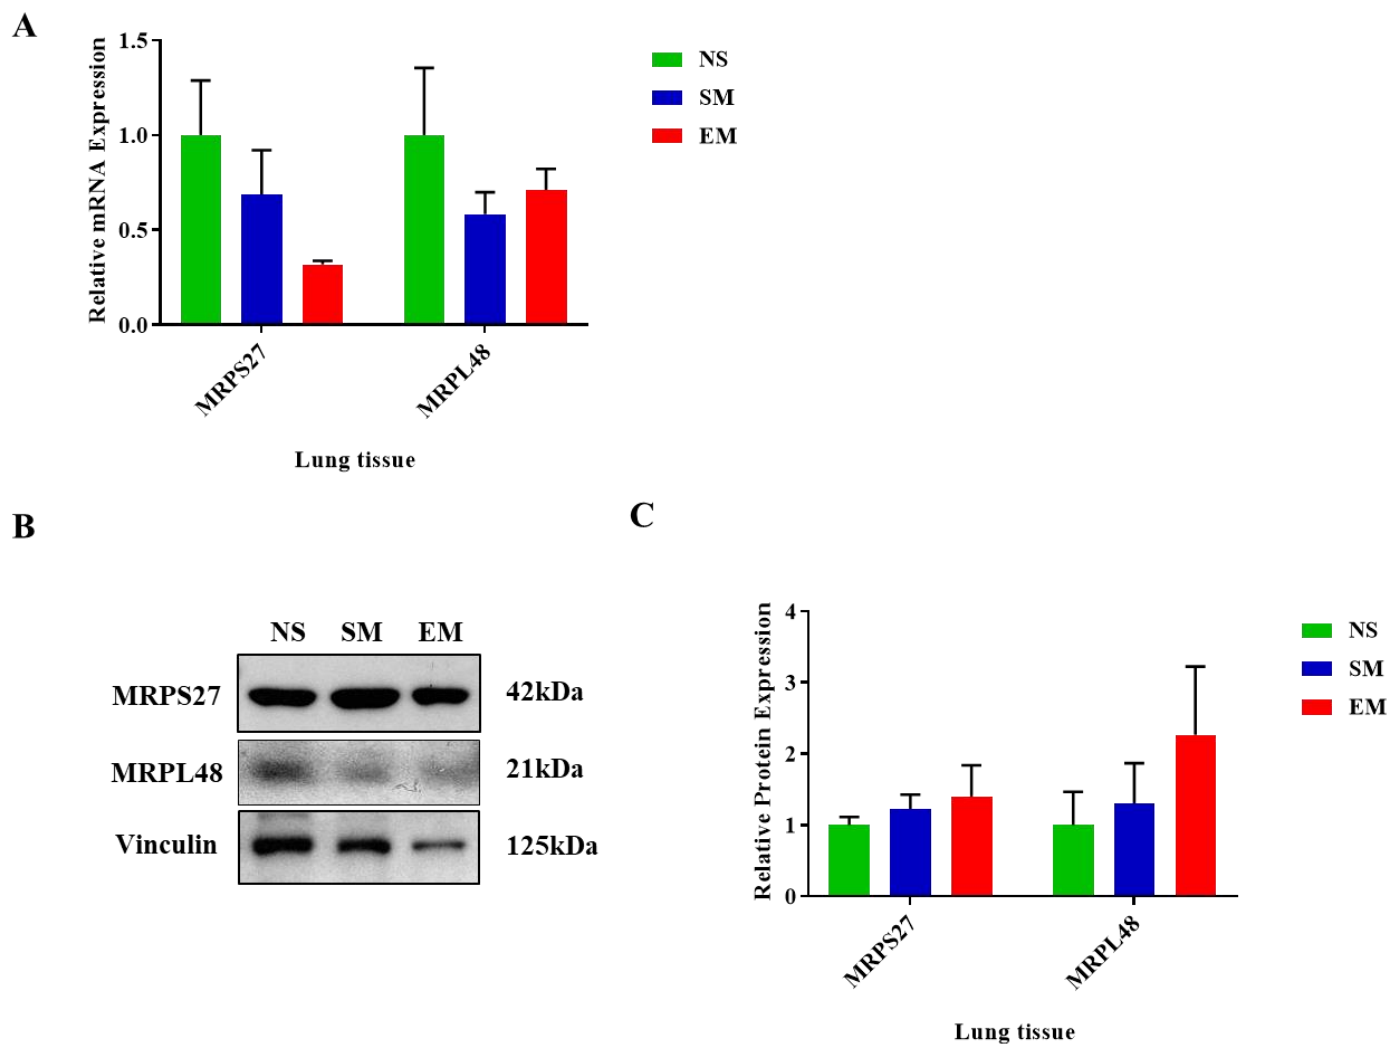 A
1.5
1.0
0.5
0.0
Relative mRNA Expression
NS
SM
EM
MRPS27
MRPL48
Lung tissue
B
NS SM EM
MRPS27 42kDa
MRPL48 21kDa
Vinculin 125kDa
C
4
3
2
1
0
Relative Protein Expression
NS
SM
EM
MRPS27
MRPL48
Lung tissue